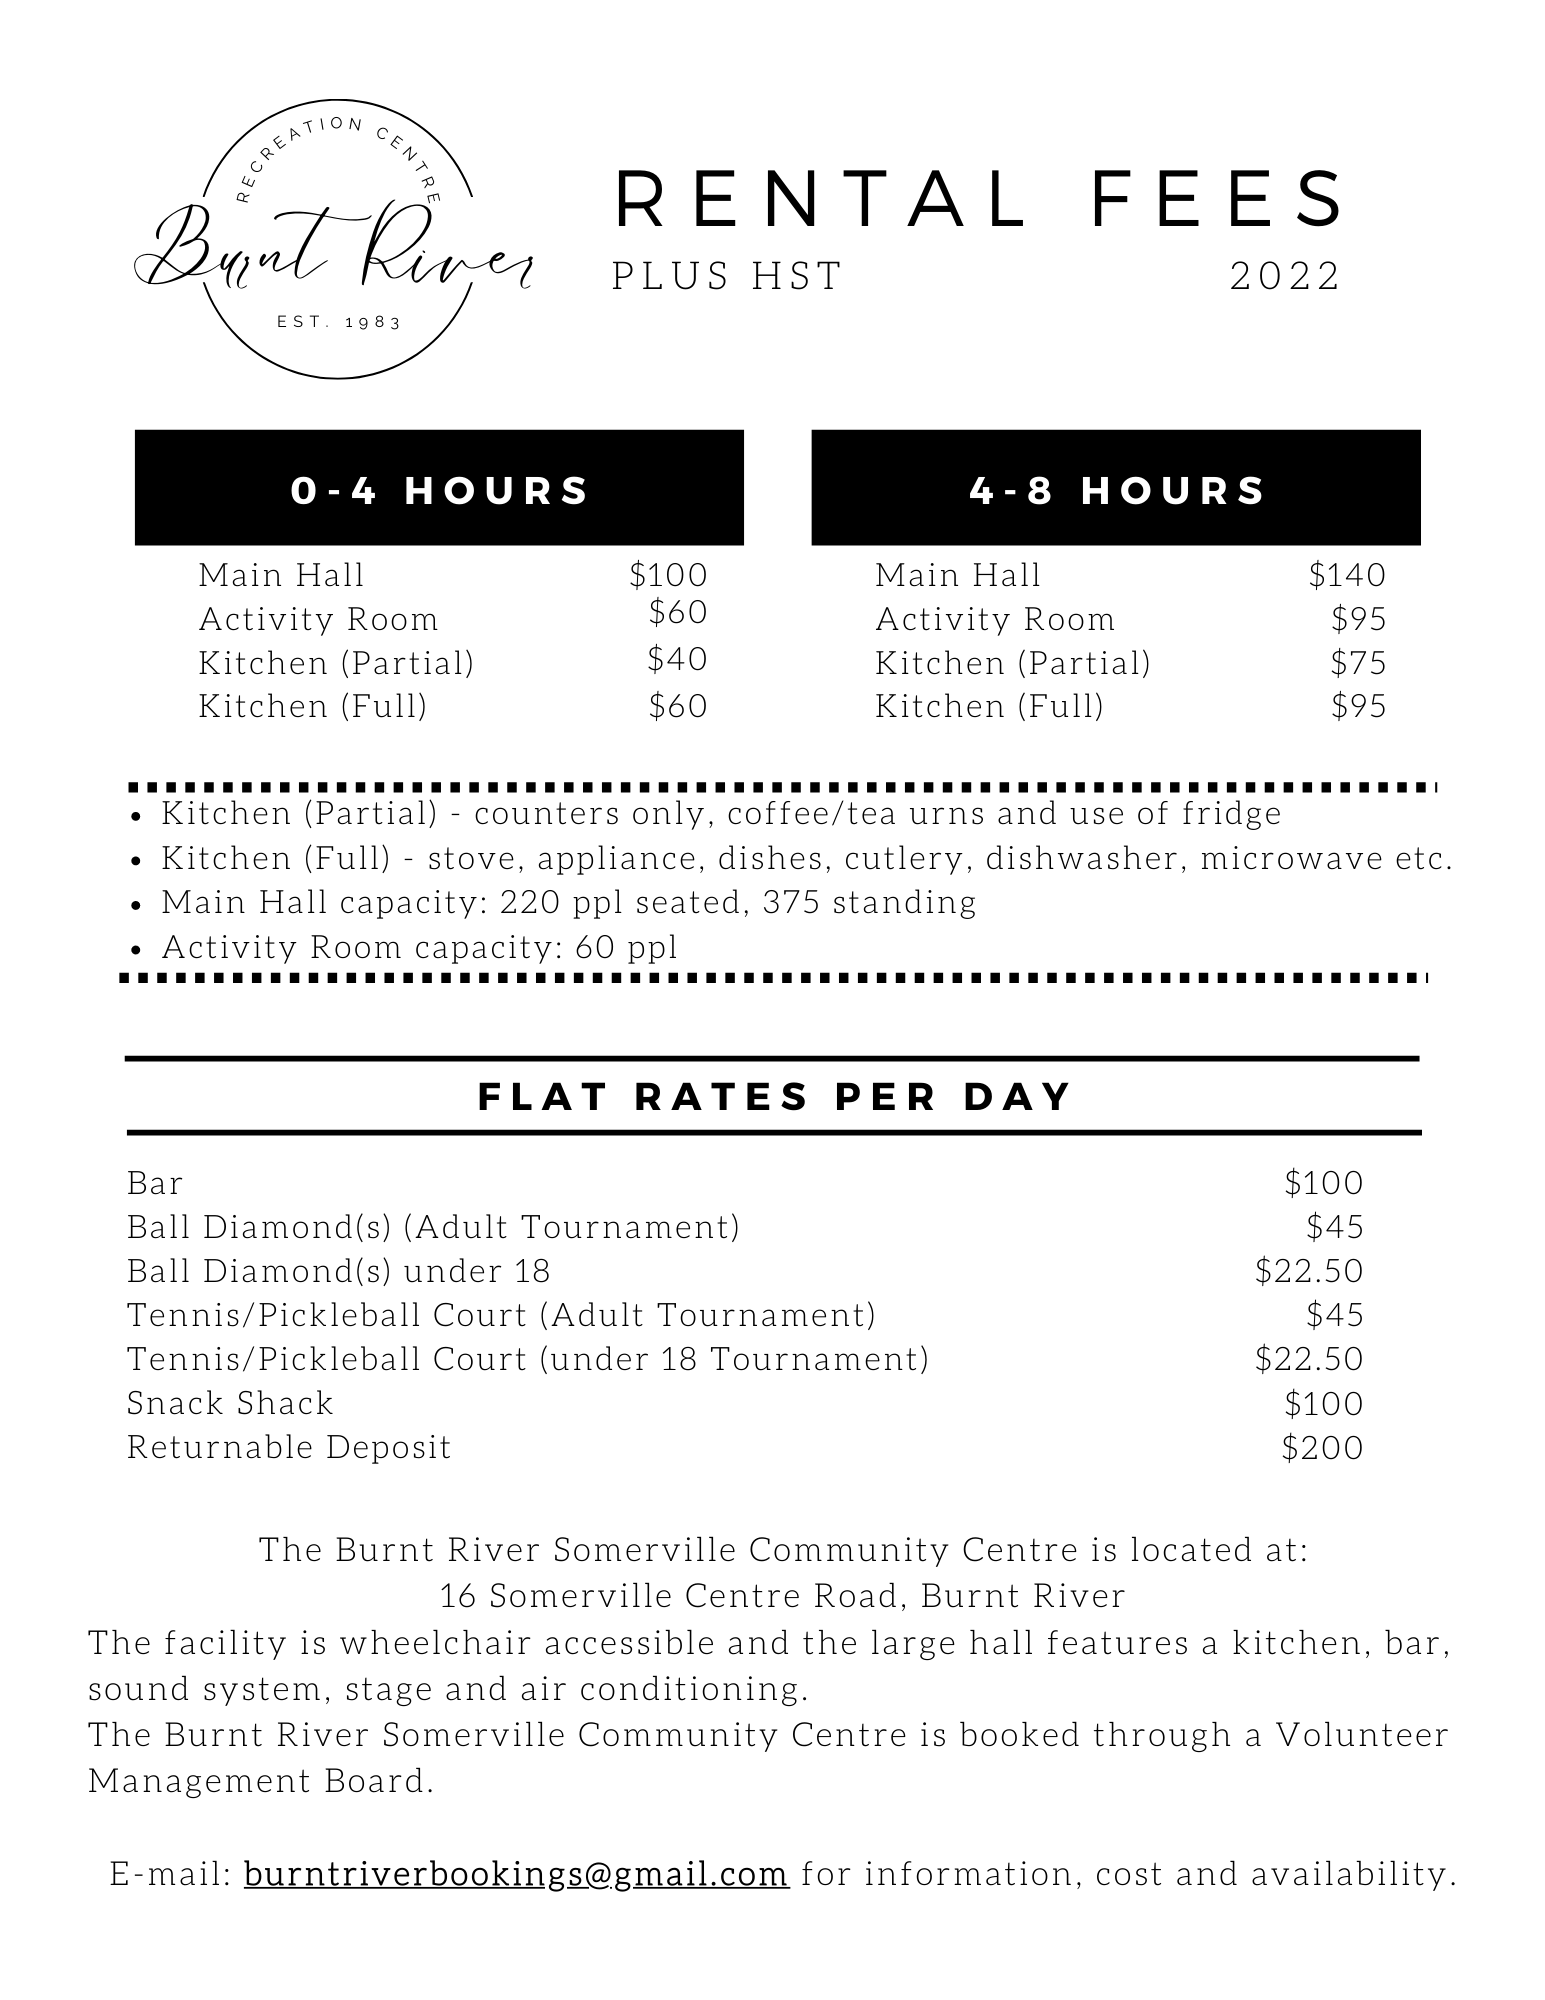 RECREATION CENTRE
Burnt River
EST. 1983
RENTAL FEES
PLUS HST 2022
0-4 HOURS
Main Hall $100
Activity Room $60
Kitchen (Partial) $40
Kitchen (Full) $60
4-8 HOURS
Main Hall $140
Activity Room $95
Kitchen (Partial) $75
Kitchen (Full) $95
• Kitchen (Partial) - counters only, coffee/tea urns and use of fridge
• Kitchen (Full) - stove, appliance, dishes, cutlery, dishwasher, microwave etc.
• Main Hall capacity: 220 ppl seated, 375 standing
• Activity Room capacity: 60 ppl
FLAT RATES PER DAY
Bar $100
Ball Diamond(s) (Adult Tournament) $45
Ball Diamond(s) under 18 $22.50
Tennis/Pickleball Court (Adult Tournament) $45
Tennis/Pickleball Court (under 18 Tournament) $22.50
Snack Shack $100
Returnable Deposit $200
The Burnt River Somerville Community Centre is located at:
16 Somerville Centre Road, Burnt River
The facility is wheelchair accessible and the large hall features a kitchen, bar,
sound system, stage and air conditioning.
The Burnt River Somerville Community Centre is booked through a Volunteer
Management Board.
E-mail: burntriverbookings@gmail.com for information, cost and availability.